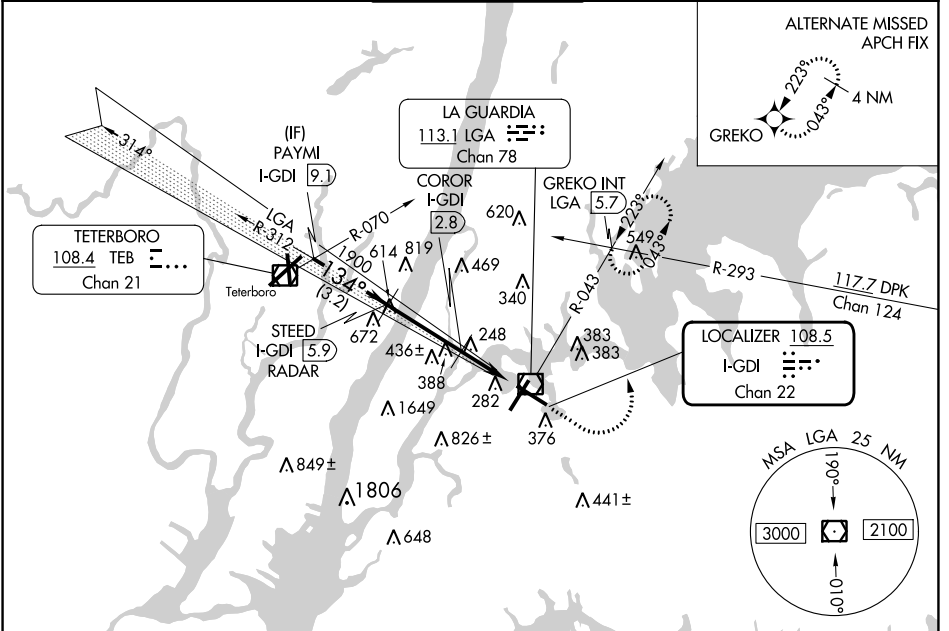 ALTERNATE MISSED
APCH FIX
223°
043°
4 NM
GREKO
LA GUARDIA
113.1 LGA
Chan 78
(IF)
PAYMI
I-GDI 9.1
314°
LGA
R-312
R-070
COROR
I-GDI
2.8
GREKO INT
LGA 5.7
620
223°
043°
549
TETERBORO
108.4 TEB
Chan 21
Teterboro
1900
134°
(3.2)
614
819
469
340
R-043
R-293
117.7 DPK
Chan 124
STEED
I-GDI 5.9
RADAR
672
436±
388
248
282
383
383
LOCALIZER 108.5
I-GDI
Chan 22
1649
826±
376
849±
1806
648
441±
MSA LGA 25 NM
190°
3000
2100
010°